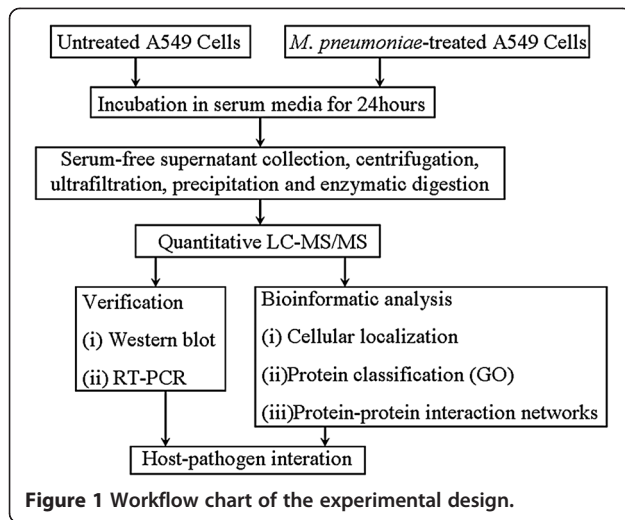 Untreated A549 Cells
M. pneumoniae-treated A549 Cells
Incubation in serum media for 24hours
Serum-free supernatant collection, centrifugation,
ultrafiltration, precipitation and enzymatic digestion
Quantitative LC-MS/MS
Verification
(i) Western blot
(ii) RT-PCR
Bioinformatic analysis
(i) Cellular localization
(ii)Protein classification (GO)
(iii)Protein-protein interaction networks
Host-pathogen interation
Figure 1 Workflow chart of the experimental design.